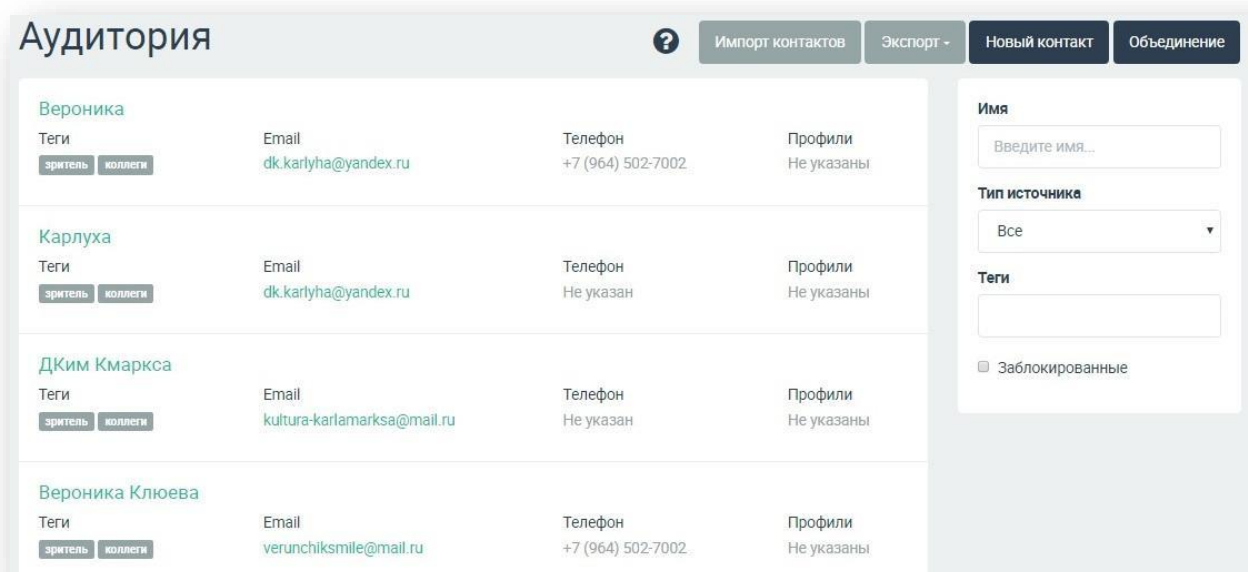 Аудитория
? Импорт контактов Экспорт Новый контакт Объединение
Вероника
Теги Email Телефон Профили
зритель коллеги dk.karlyha@yandex.ru +7 (964) 502-7002 Не указаны
Карлуха
Теги Email Телефон Профили
зритель коллеги dk.karlyha@yandex.ru Не указан Не указаны
ДКим Кмаркса
Теги Email Телефон Профили
зритель коллеги kultura-karlamarksa@mail.ru Не указан Не указаны
Вероника Клюева
Теги Email Телефон Профили
зритель коллеги verunchiksmile@mail.ru +7 (964) 502-7002 Не указаны
Имя
Введите имя...
Тип источника
Все
Теги
Заблокированные